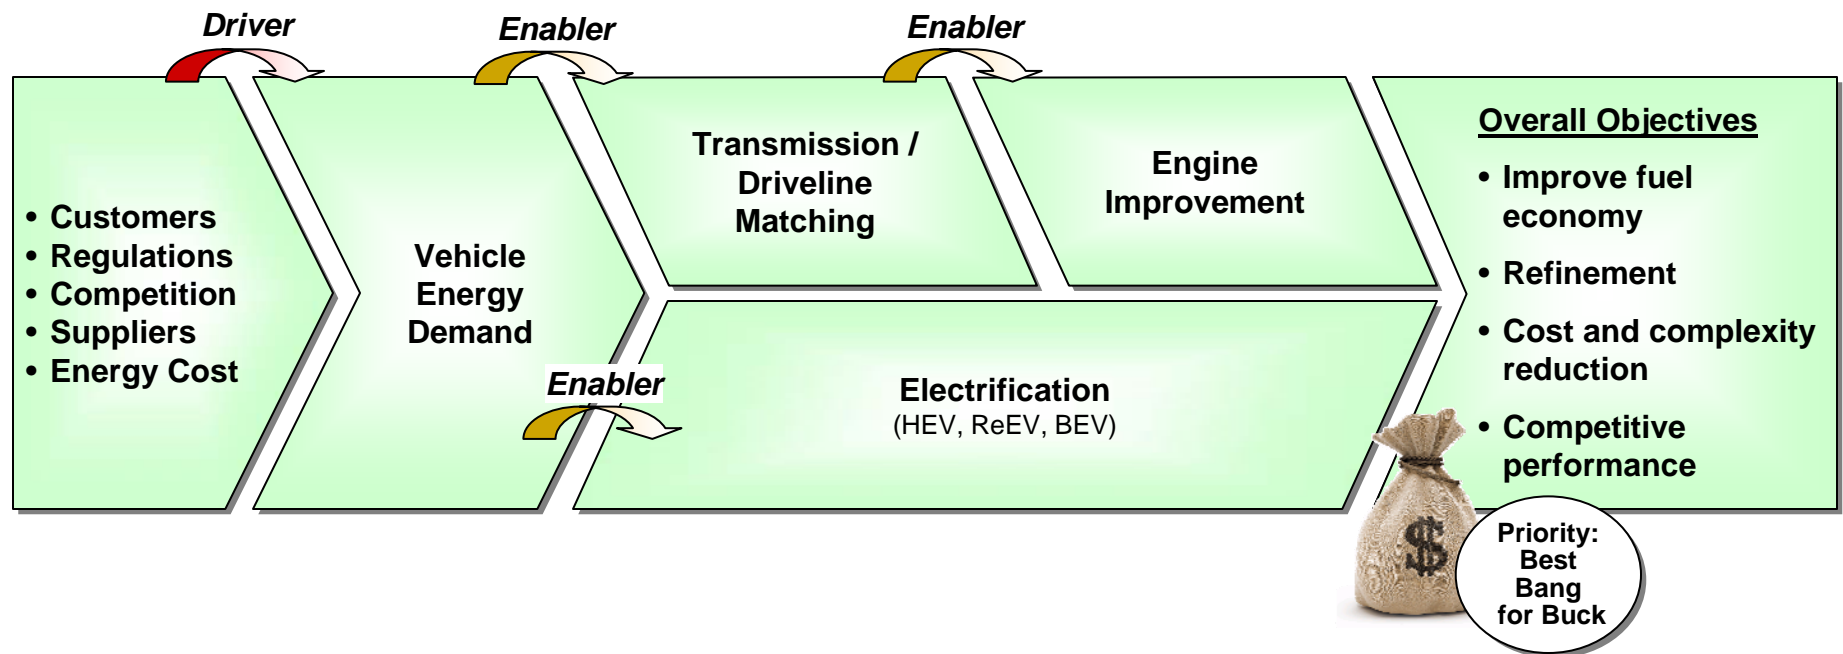 Driver
Enabler
Enabler
• Customers
• Regulations
• Competition
• Suppliers
• Energy Cost
Vehicle
Energy
Demand
Transmission /
Driveline
Matching
Engine
Improvement
Enabler
Electrification
(HEV, ReEV, BEV)
Overall Objectives
• Improve fuel
economy
• Refinement
• Cost and complexity
reduction
• Competitive
performance
$
Priority:
Best
Bang
for Buck